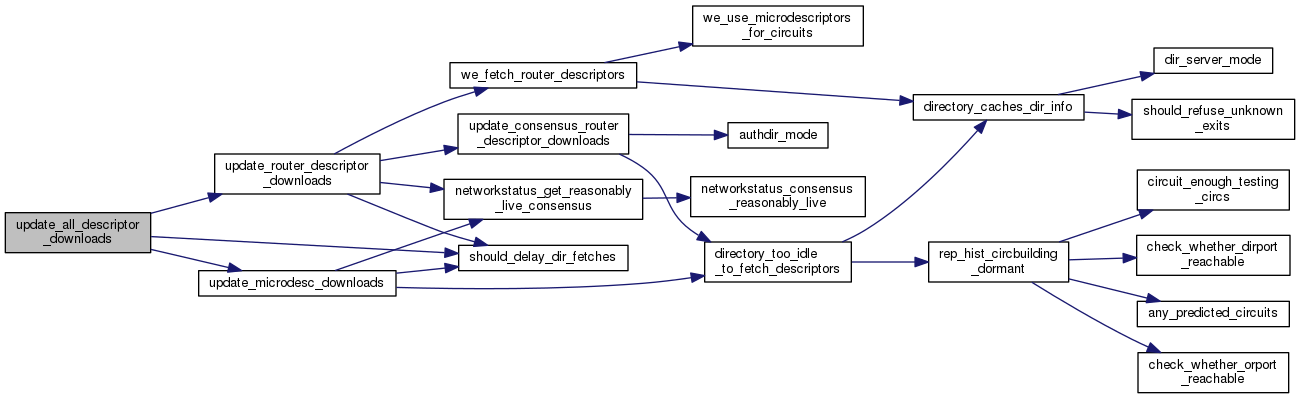 update_all_descriptor
_downloads
update_router_descriptor
_downloads
update_microdesc_downloads
we_fetch_router_descriptors
update_consensus_router
_descriptor_downloads
networkstatus_get_reasonably
_live_consensus
should_delay_dir_fetches
we_use_microdescriptors
_for_circuits
authdir_mode
networkstatus_consensus
_reasonably_live
directory_too_idle
_to_fetch_descriptors
directory_caches_dir_info
rep_hist_circbuilding
_dormant
dir_server_mode
should_refuse_unknown
_exits
circuit_enough_testing
_circs
check_whether_dirport
_reachable
any_predicted_circuits
check_whether_orport
_reachable